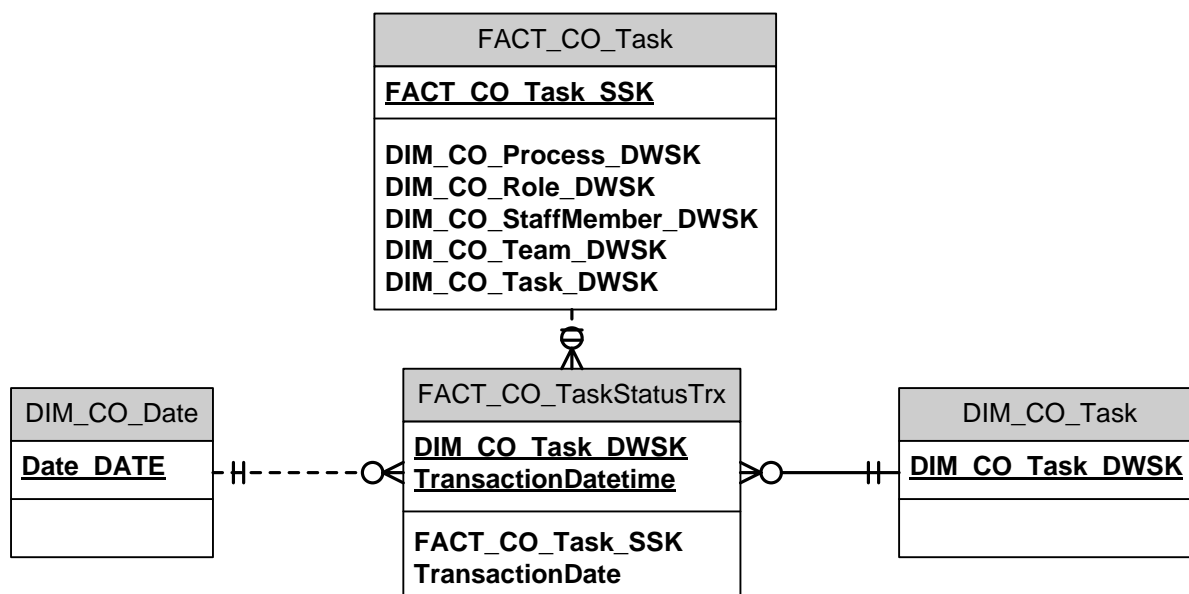 FACT_CO_Task
FACT_CO_Task_SSK
DIM_CO_Process_DWSK
DIM_CO_Role_DWSK
DIM_CO_StaffMember_DWSK
DIM_CO_Team_DWSK
DIM_CO_Task_DWSK
DIM_CO_Date
Date_DATE
FACT_CO_TaskStatusTrx
DIM_CO_Task_DWSK
TransactionDatetime
FACT_CO_Task_SSK
TransactionDate
DIM_CO_Task
DIM_CO_Task_DWSK